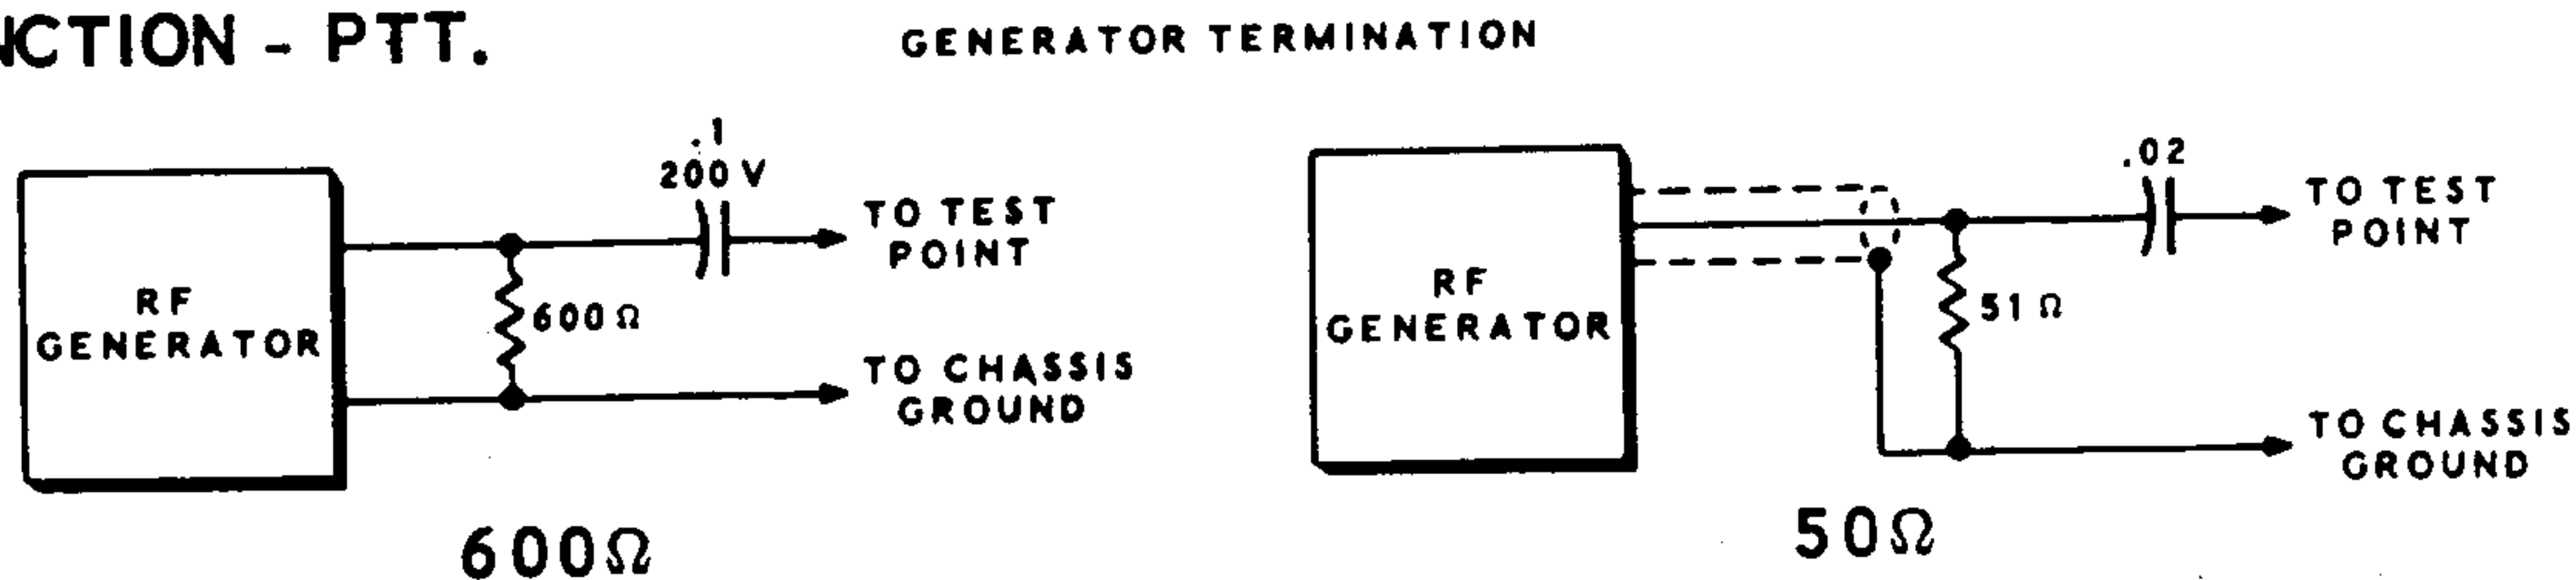 NCTION - PTT.
GENERATOR TERMINATION
RF
GENERATOR
.1
200 V
600 Ω
TO TEST
POINT
TO CHASSIS
GROUND
600Ω
RF
GENERATOR
.02
51 Ω
TO TEST
POINT
TO CHASSIS
GROUND
50Ω